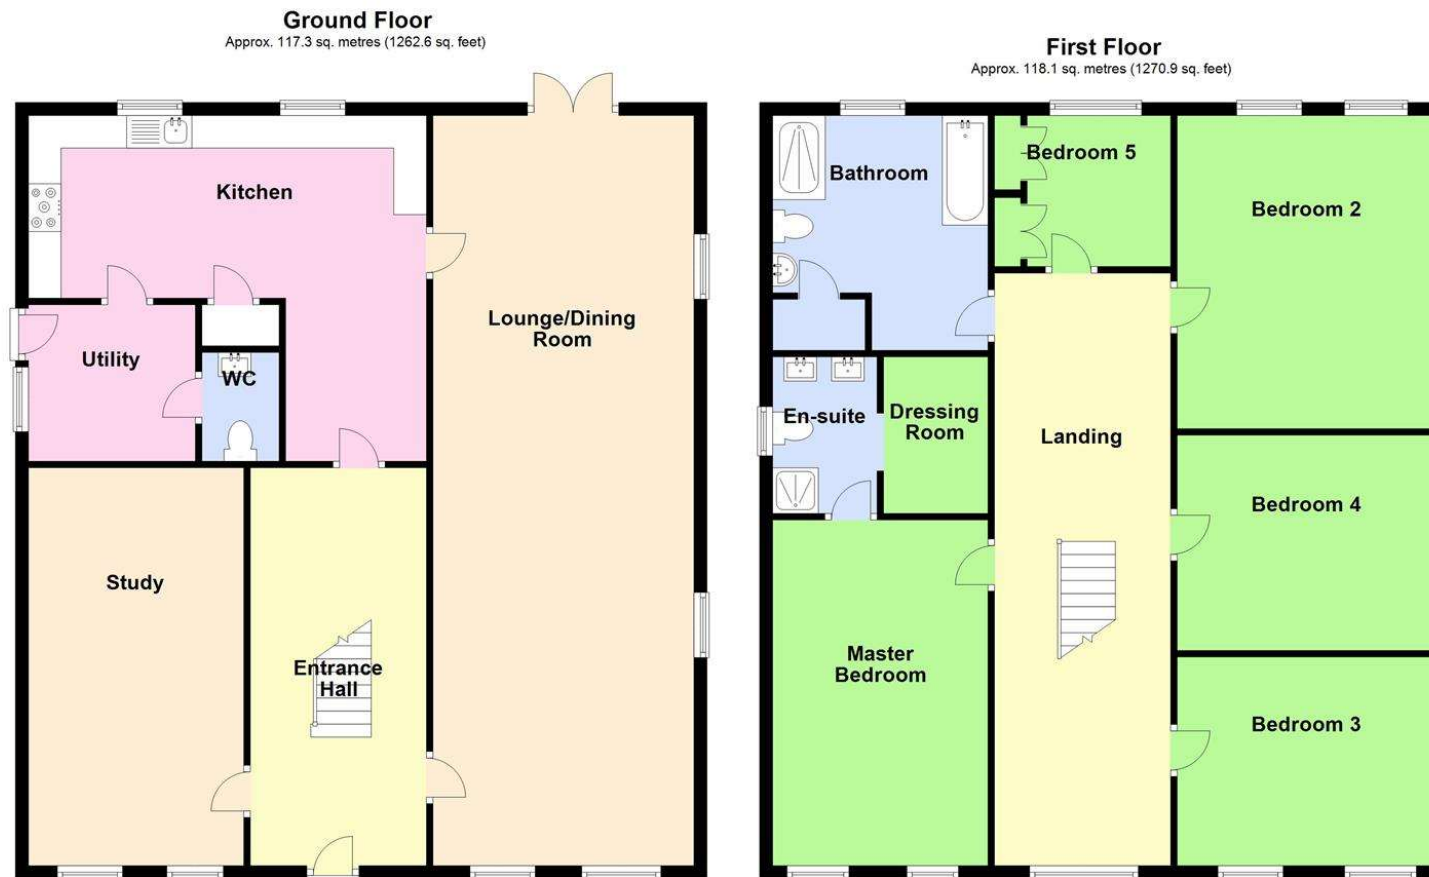 Ground Floor
Approx. 117.3 sq. metres (1262.6 sq. feet)
Kitchen
Utility
WC
Lounge/Dining
Room
Study
Entrance
Hall
First Floor
Approx. 118.1 sq. metres (1270.9 sq. feet)
Bathroom
Bedroom 5
Bedroom 2
En-suite
Dressing
Room
Landing
Bedroom 4
Master
Bedroom
Bedroom 3